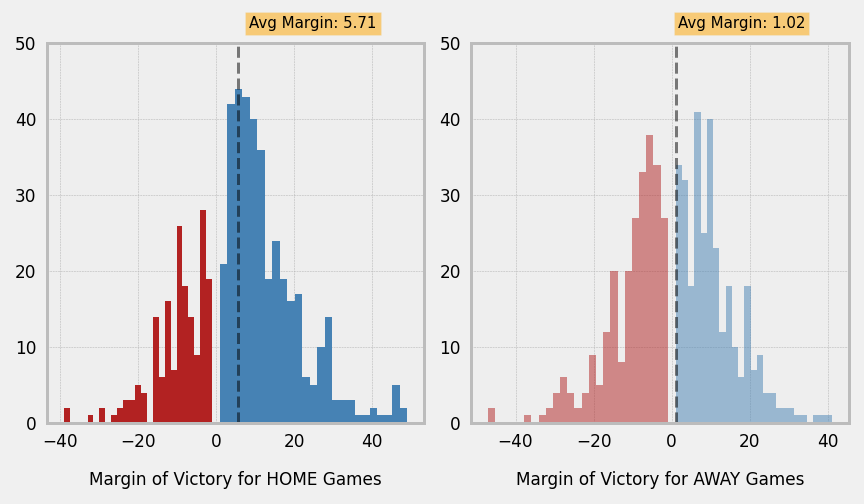 Avg Margin: 5.71
Avg Margin: 1.02
50
40
30
20
10
0
−40 −20 0 20 40
Margin of Victory for HOME Games
50
40
30
20
10
0
−40 −20 0 20 40
Margin of Victory for AWAY Games